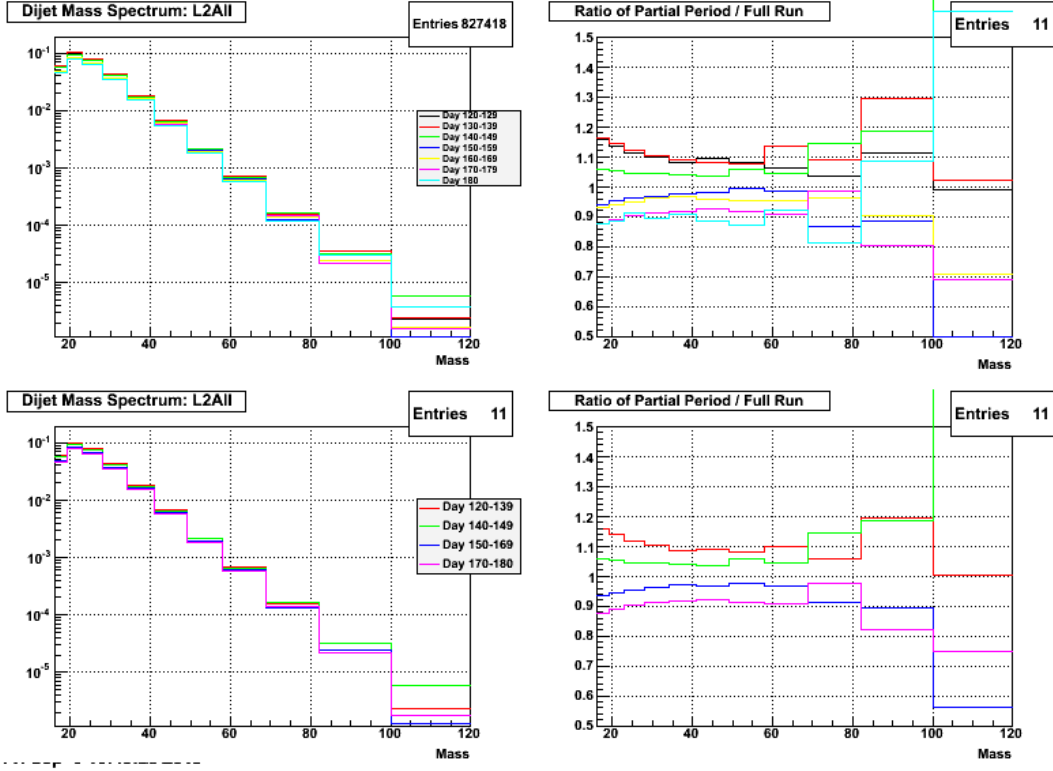 Dijet Mass Spectrum: L2All
Entries 827418
10⁻¹
10⁻²
10⁻³
10⁻⁴
10⁻⁵
Day 120-129
Day 130-139
Day 140-149
Day 150-159
Day 160-169
Day 170-179
Day 180
20 40 60 80 100 120
Mass
Ratio of Partial Period / Full Run
Entries 11
1.5
1.4
1.3
1.2
1.1
1
0.9
0.8
0.7
0.6
0.5
20 40 60 80 100 120
Mass
Dijet Mass Spectrum: L2All
Entries 11
10⁻¹
10⁻²
10⁻³
10⁻⁴
10⁻⁵
Day 120-139
Day 140-149
Day 150-169
Day 170-180
20 40 60 80 100 120
Mass
Ratio of Partial Period / Full Run
Entries 11
1.5
1.4
1.3
1.2
1.1
1
0.9
0.8
0.7
0.6
0.5
20 40 60 80 100 120
Mass